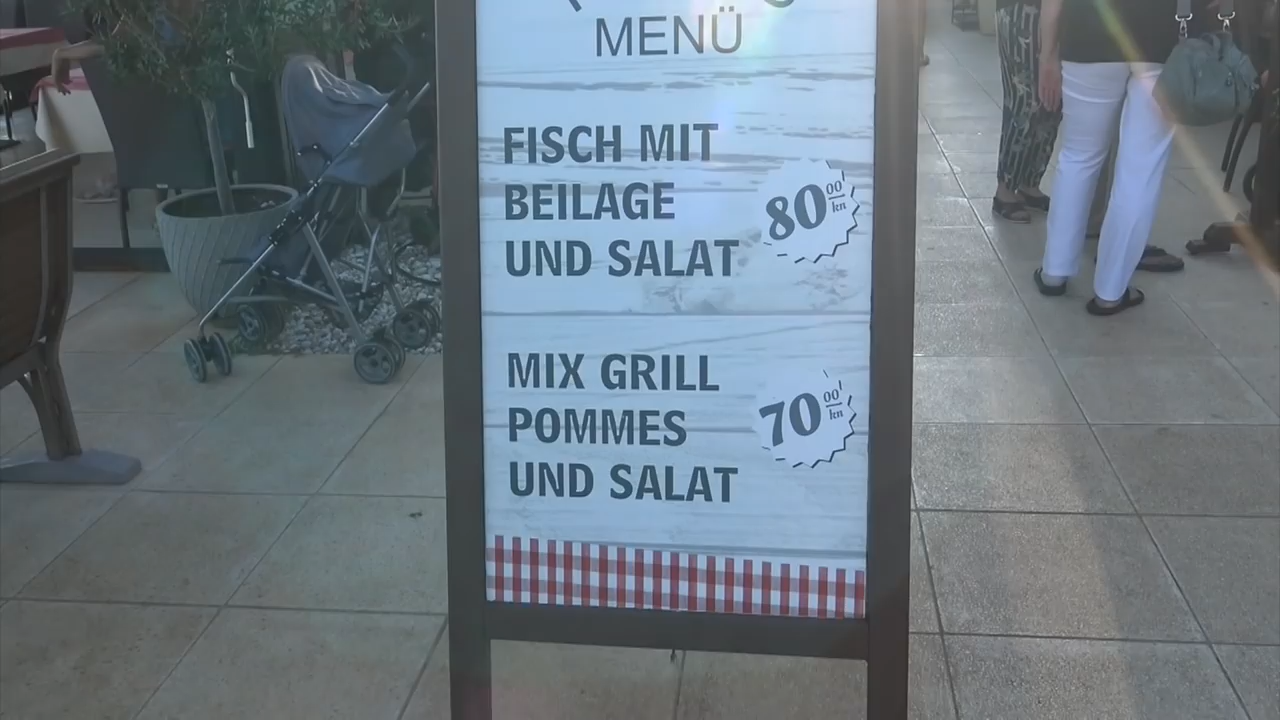 MENÜ
FISCH MIT
BEILAGE
UND SALAT
80 00 kn
MIX GRILL
POMMES
UND SALAT
70 00 kn